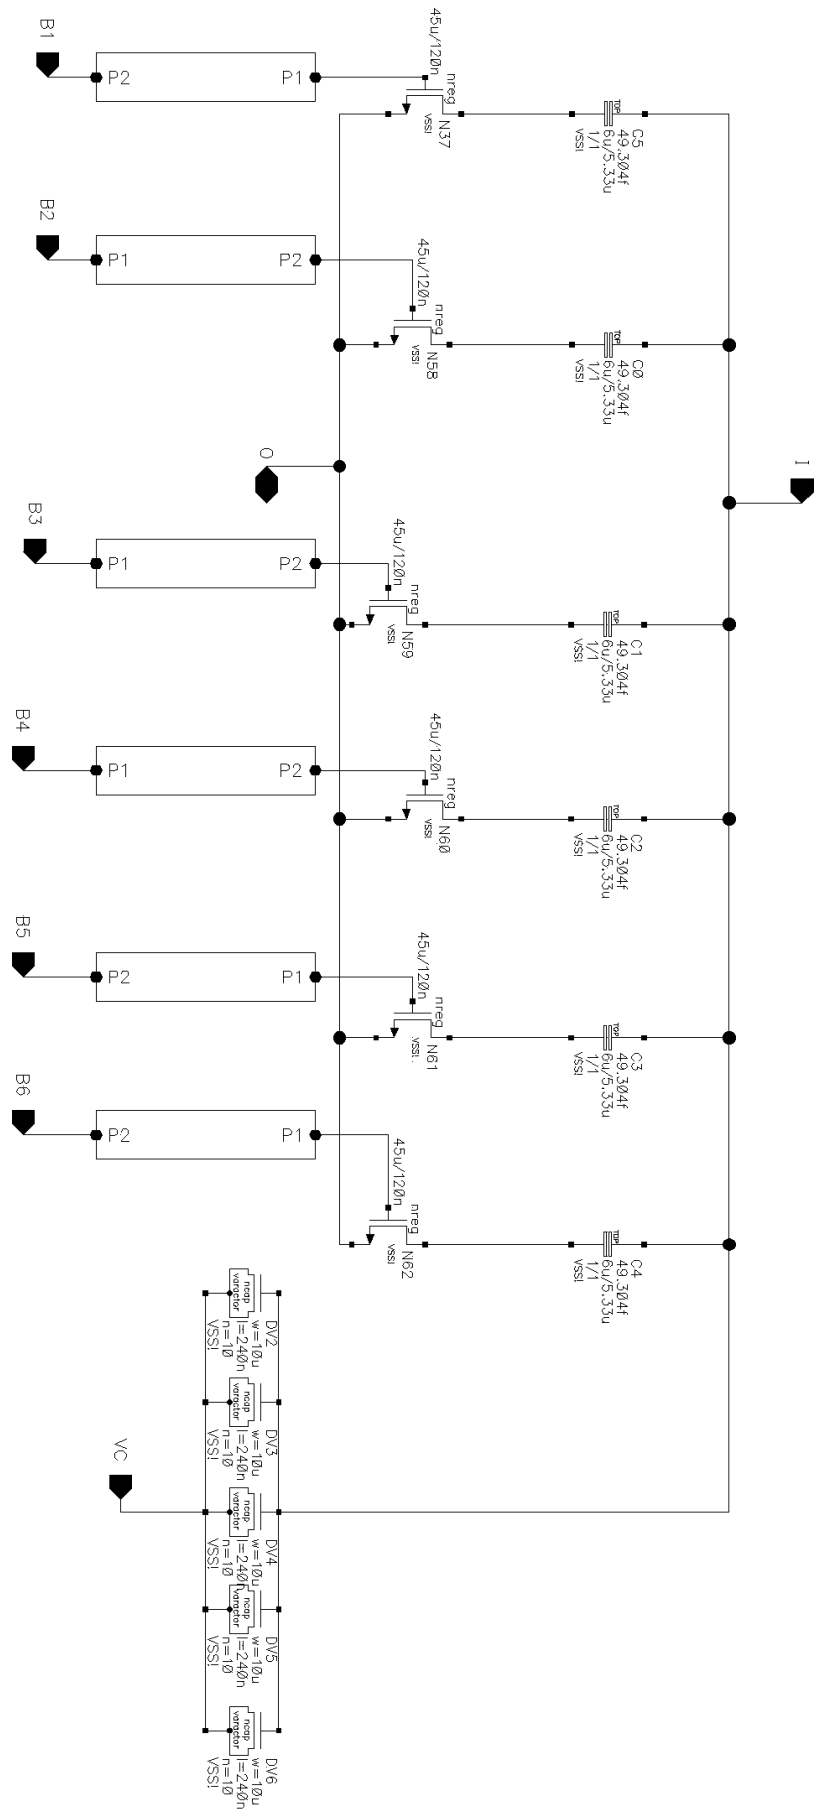 B1
P2
P1
45u/120n
nreg
VSS!
N37
TOP
C5
49.304f
6u/5.33u
1/1
VSS!
B2
P1
P2
45u/120n
nreg
VSS!
N58
TOP
C0
49.304f
6u/5.33u
1/1
VSS!
O
I
B3
P1
P2
45u/120n
nreg
VSS!
N59
TOP
C1
49.304f
6u/5.33u
1/1
VSS!
B4
P1
P2
45u/120n
nreg
VSS!
N60
TOP
C2
49.304f
6u/5.33u
1/1
VSS!
B5
P2
P1
45u/120n
nreg
VSS!
N61
TOP
C3
49.304f
6u/5.33u
1/1
VSS!
B6
P2
P1
45u/120n
nreg
VSS!
N62
TOP
C4
49.304f
6u/5.33u
1/1
VSS!
ncap
varactor
DV2
w=10u
l=240n
n=10
VSS!
ncap
varactor
DV3
w=10u
l=240n
n=10
VSS!
VC
ncap
varactor
DV4
w=10u
l=240n
n=10
VSS!
ncap
varactor
DV5
w=10u
l=240n
n=10
VSS!
ncap
varactor
DV6
w=10u
l=240n
n=10
VSS!